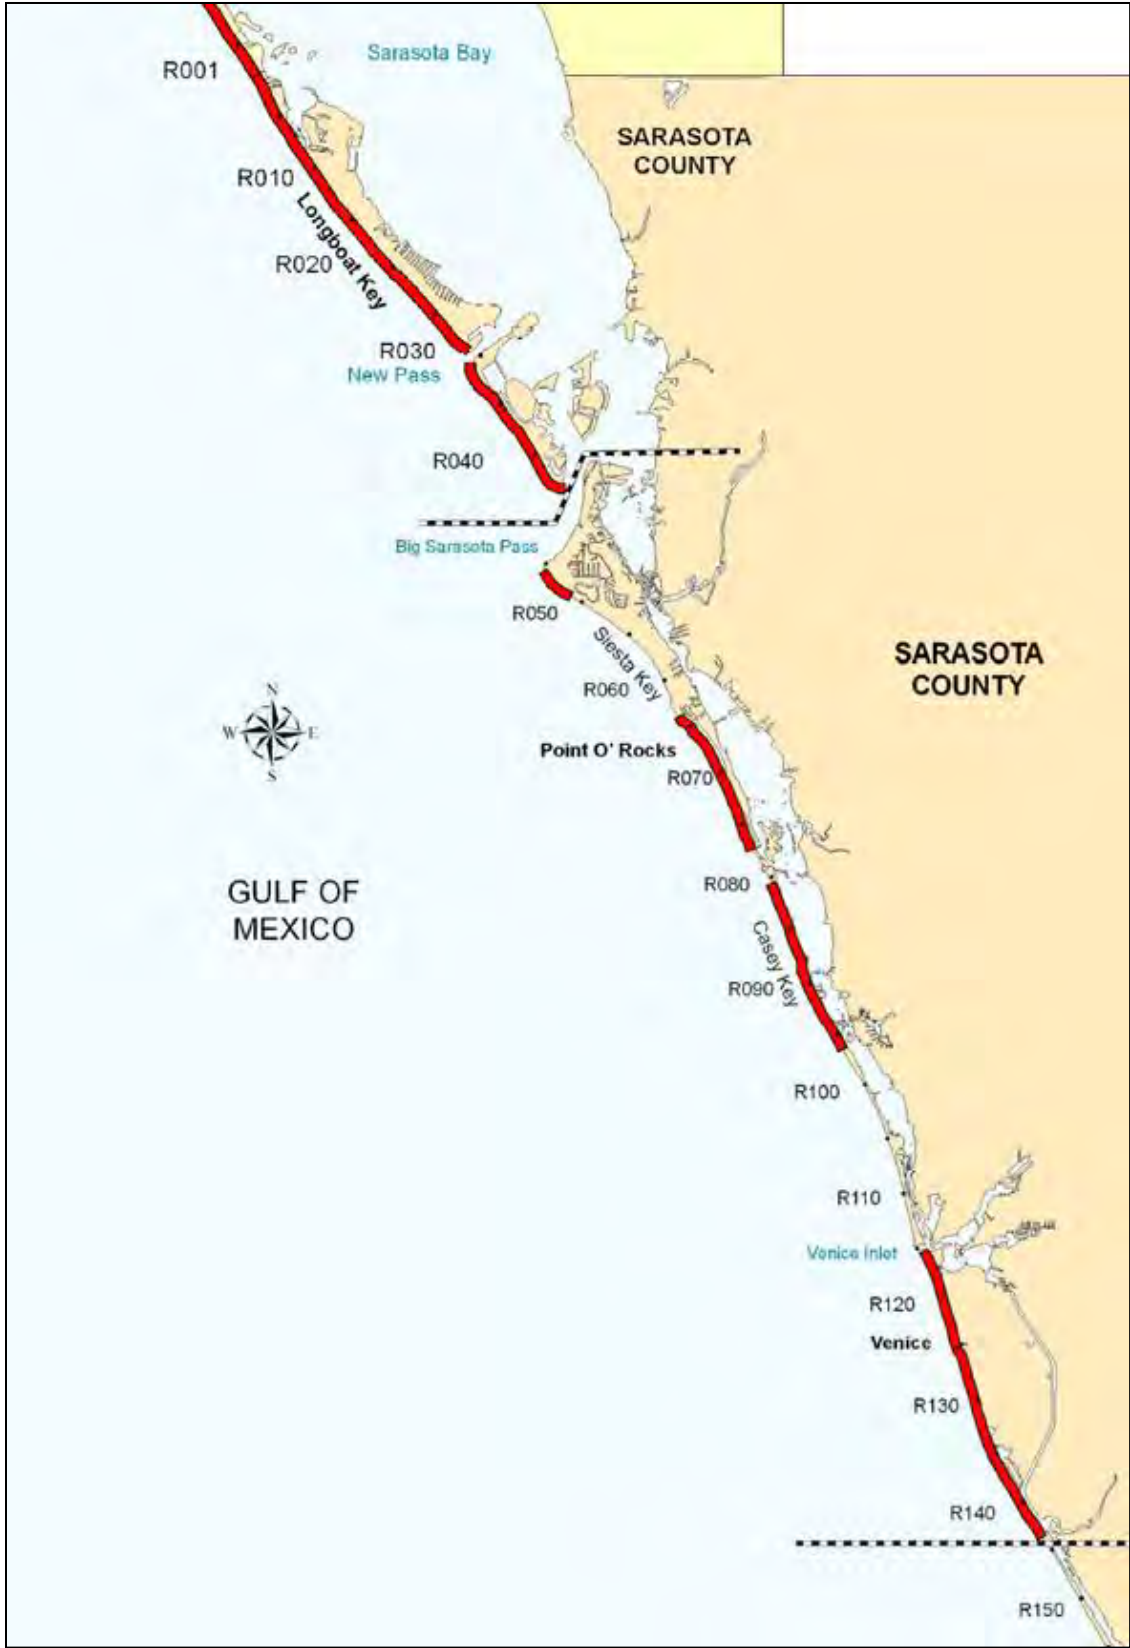 Sarasota Bay
R001
SARASOTA
COUNTY
R010
Longboat Key
R020
R030
New Pass
R040
Big Sarasota Pass
R050
Siesta Key
SARASOTA
COUNTY
R060
N
W
E
S
Point O' Rocks
R070
R080
GULF OF
MEXICO
Casey Key
R090
R100
R110
Venice Inlet
R120
Venice
R130
R140
R150